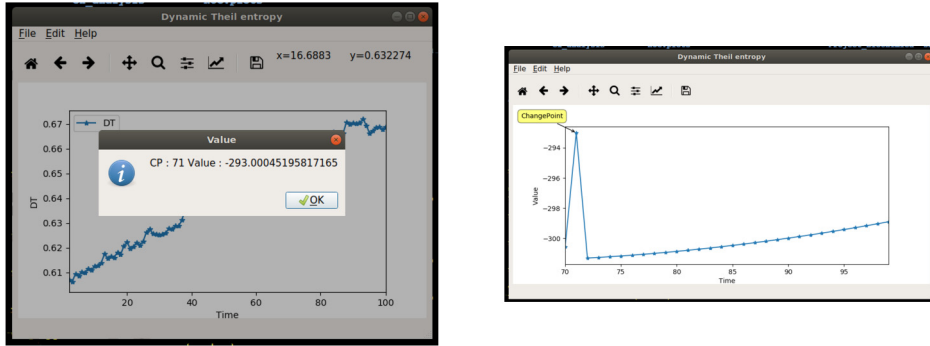 Dynamic Theil entropy
File Edit Help
x=16.6883 y=0.632274
DT
Value
CP : 71 Value : -293.00045195817165
OK
0.67
0.66
0.65
0.64
0.63
0.62
0.61
DT
20 40 60 80 100
Time
Dynamic Theil entropy
File Edit Help
ChangePoint
−294
−296
−298
−300
Value
70 75 80 85 90 95
Time